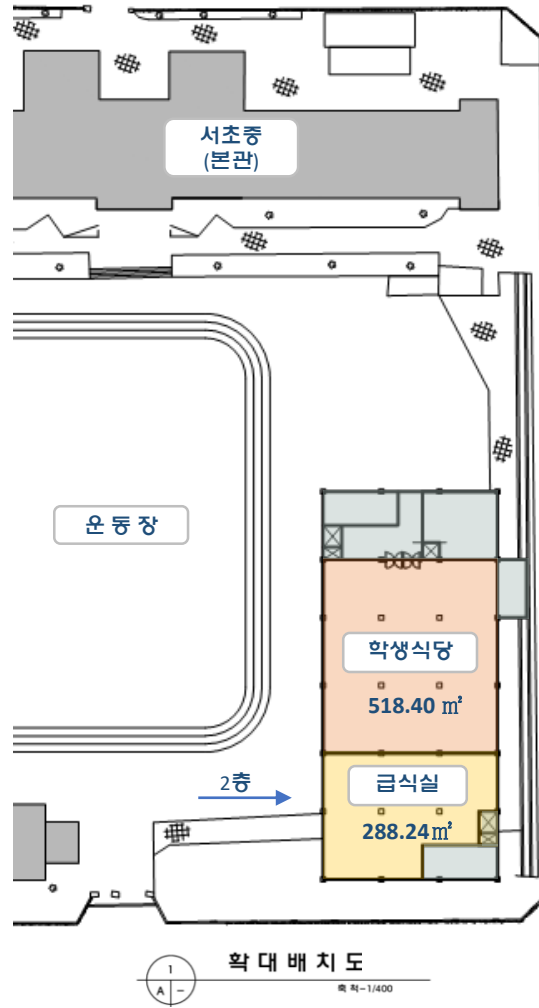 서초중
(본관)
운 동 장
학생식당
518.40 ㎡
2층
급식실
288.24㎡
1
A -
확 대 배 치 도
축 척-1/400